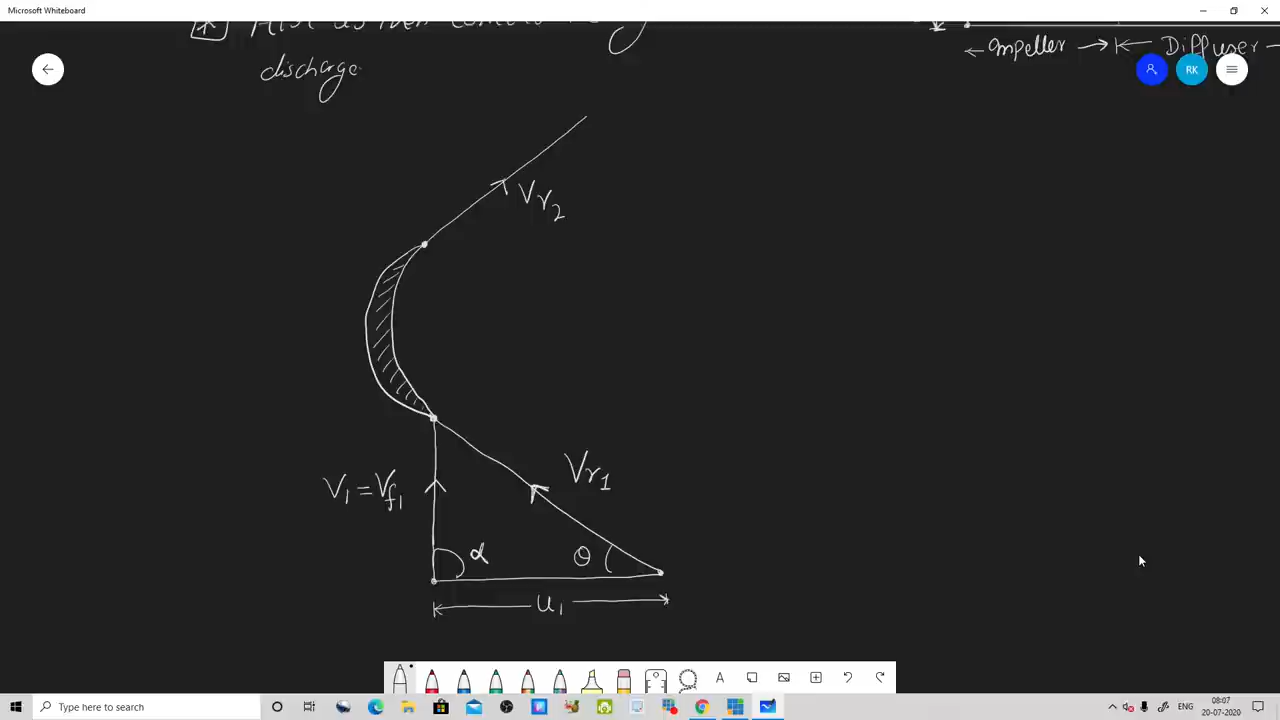 Microsoft Whiteboard
← Impeller →|← Diffuser
discharge
RK
Vr2
V1 = Vf1
Vr1
α
θ
u1
A
Type here to search
08:07
20-07-2020